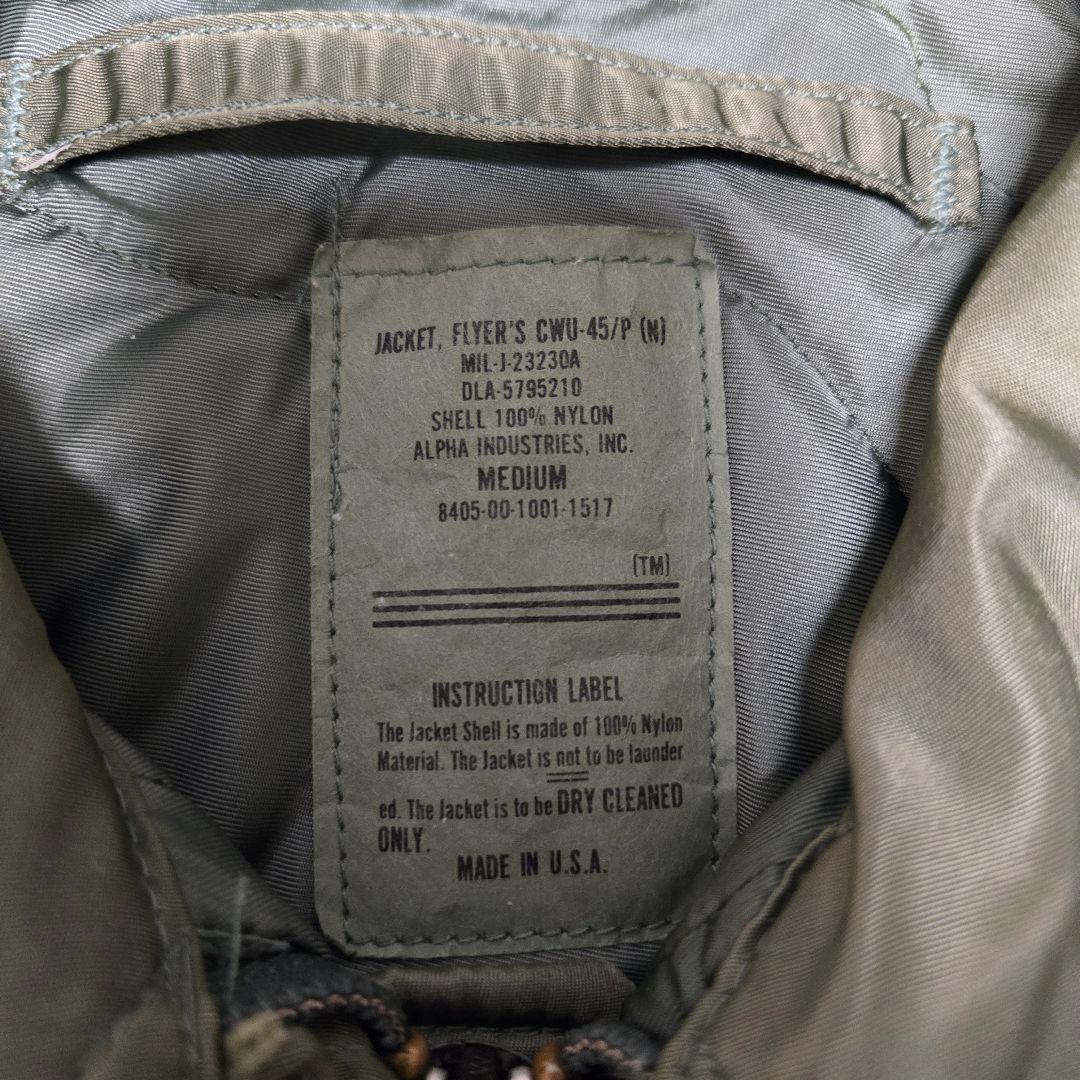 JACKET, FLYER'S CWU-45/P (N)
MIL-J-23230A
DLA-5795210
SHELL 100% NYLON
ALPHA INDUSTRIES, INC.
MEDIUM
8405-00-1001-1517
(TM)
INSTRUCTION LABEL
The Jacket Shell is made of 100% Nylon
Material. The Jacket is not to be launder
ed. The Jacket is to be DRY CLEANED
ONLY.
MADE IN U.S.A.